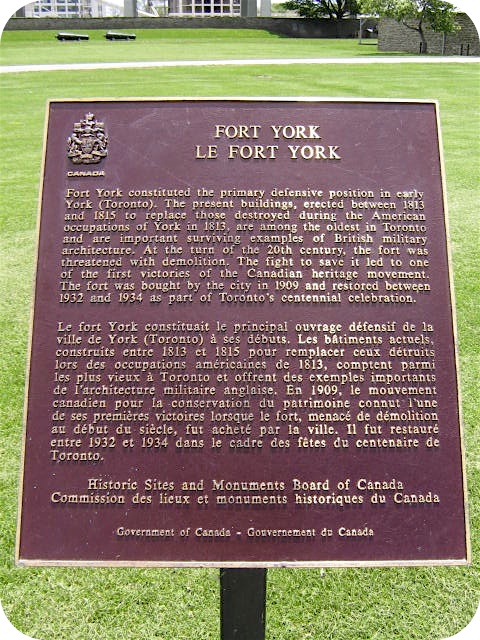 CANADA
FORT YORK
LE FORT YORK
Fort York constituted the primary defensive position in early
York (Toronto). The present buildings, erected between 1813
and 1815 to replace those destroyed during the American
occupations of York in 1813, are among the oldest in Toronto
and are important surviving examples of British military
architecture. At the turn of the 20th century, the fort was
threatened with demolition. The fight to save it led to one
of the first victories of the Canadian heritage movement.
The fort was bought by the city in 1909 and restored between
1932 and 1934 as part of Toronto's centennial celebration.
Le fort York constituait le principal ouvrage défensif de la
ville de York (Toronto) à ses débuts. Les bâtiments actuels,
construits entre 1813 et 1815 pour remplacer ceux détruits
lors des occupations américaines de 1813, comptent parmi
les plus vieux à Toronto et offrent des exemples importants
de l'architecture militaire anglaise. En 1909, le mouvement
canadien pour la conservation du patrimoine connut l'une
de ses premières victoires lorsque le fort, menacé de démolition
au début du siècle, fut acheté par la ville. Il fut restauré
entre 1932 et 1934 dans le cadre des fêtes du centenaire de
Toronto.
Historic Sites and Monuments Board of Canada
Commission des lieux et monuments historiques du Canada
Government of Canada - Gouvernement du Canada